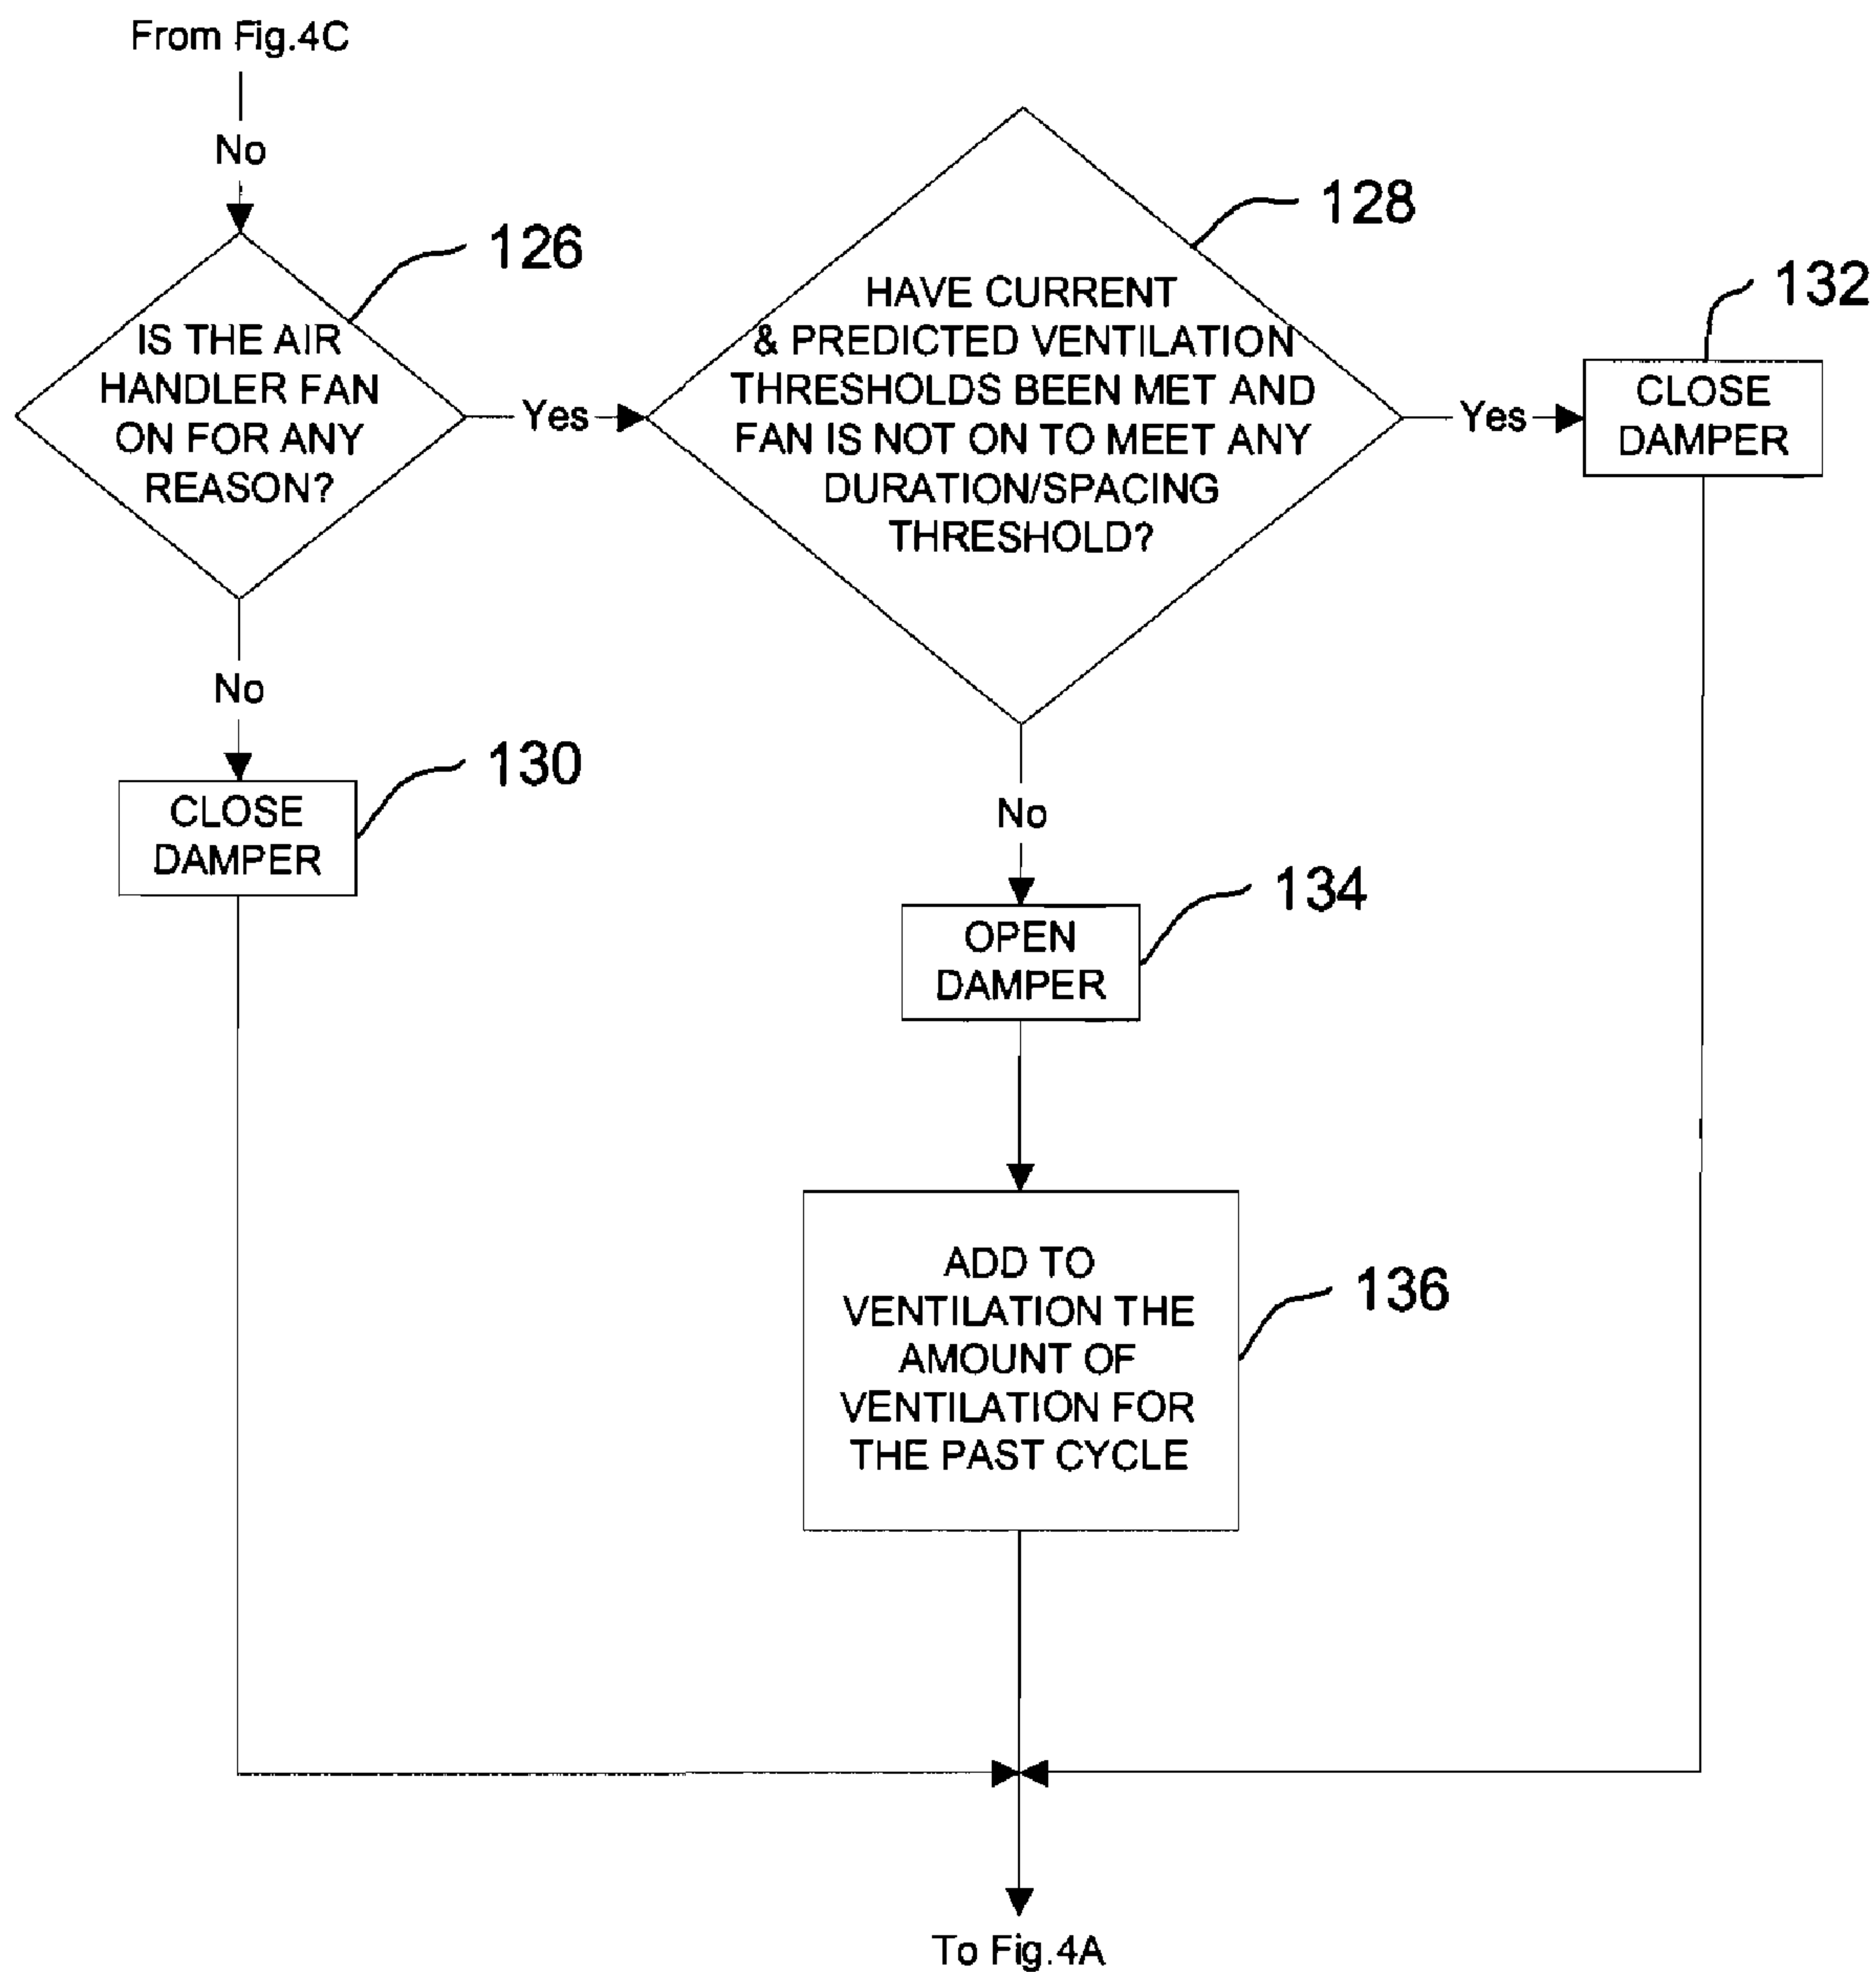 From Fig.4C
No
126
IS THE AIR
HANDLER FAN
ON FOR ANY
REASON?
Yes
128
HAVE CURRENT
& PREDICTED VENTILATION
THRESHOLDS BEEN MET AND
FAN IS NOT ON TO MEET ANY
DURATION/SPACING
THRESHOLD?
Yes
132
CLOSE
DAMPER
No
130
CLOSE
DAMPER
No
134
OPEN
DAMPER
136
ADD TO
VENTILATION THE
AMOUNT OF
VENTILATION FOR
THE PAST CYCLE
To Fig.4A